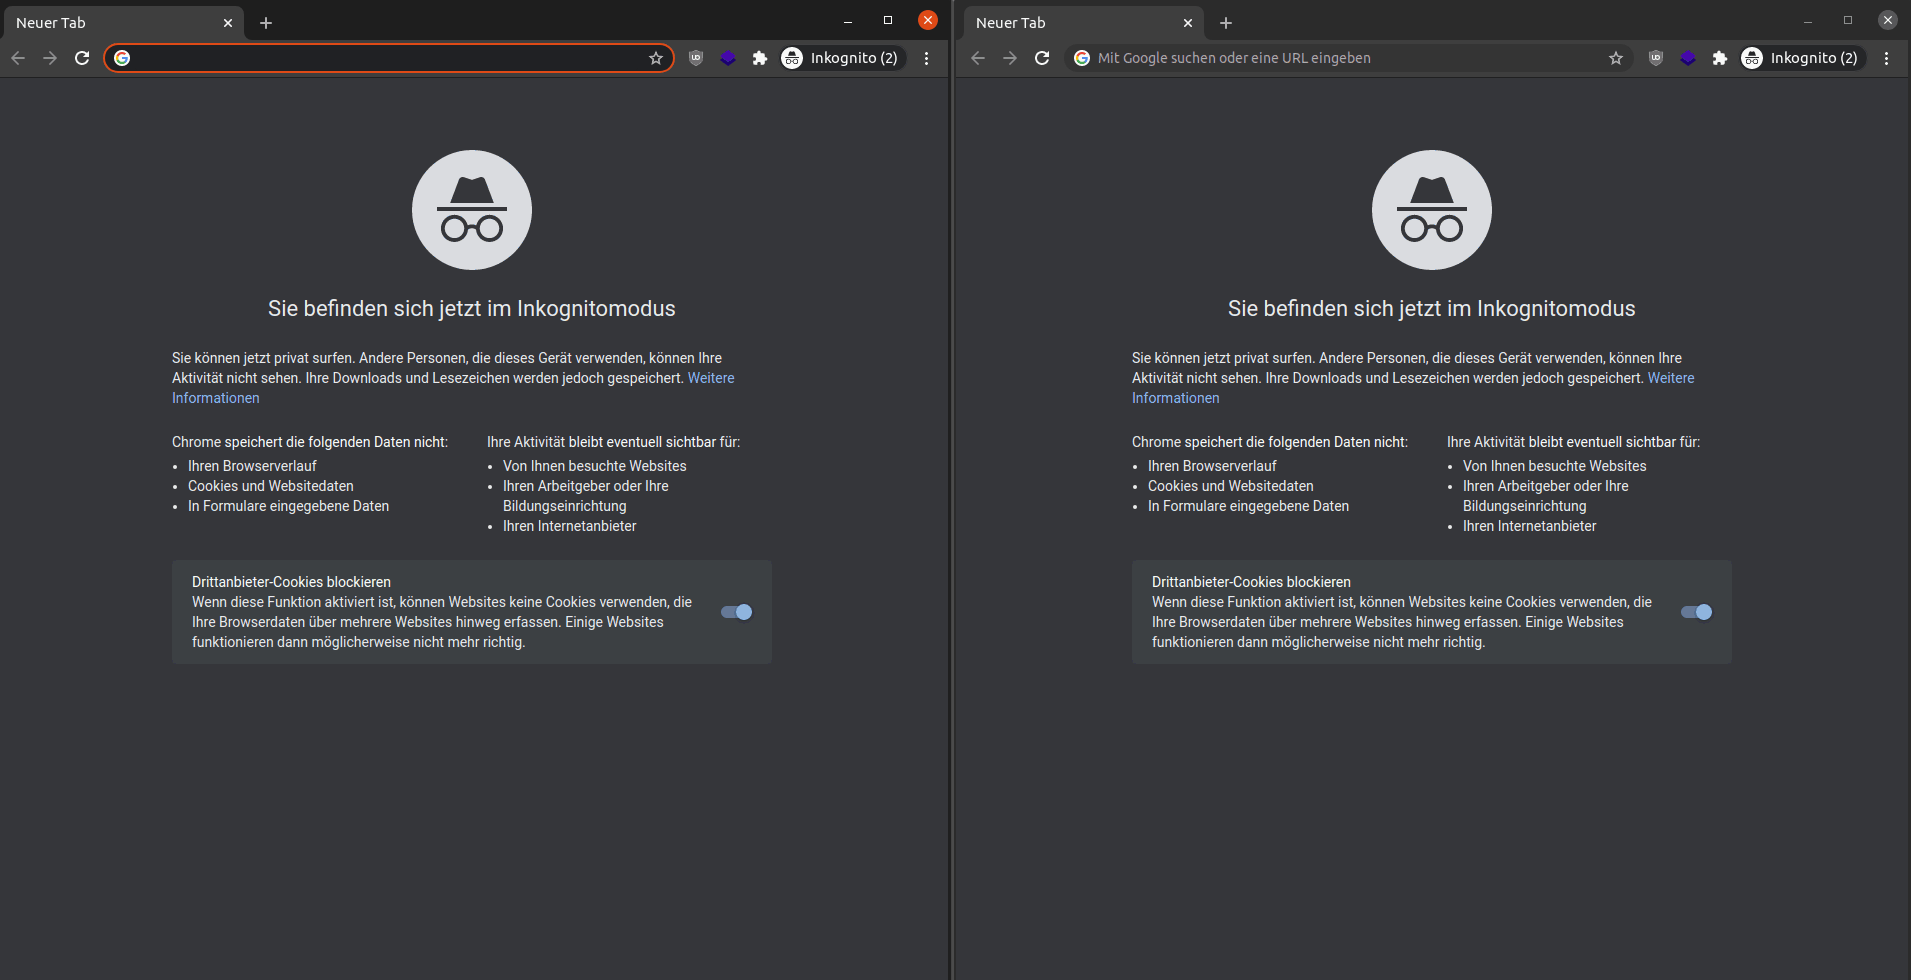 Neuer Tab
Inkognito (2)
Sie befinden sich jetzt im Inkognitomodus
Sie können jetzt privat surfen. Andere Personen, die dieses Gerät verwenden, können Ihre
Aktivität nicht sehen. Ihre Downloads und Lesezeichen werden jedoch gespeichert. Weitere
Informationen
Chrome speichert die folgenden Daten nicht:
Ihren Browserverlauf
Cookies und Websitedaten
In Formulare eingegebene Daten
Ihre Aktivität bleibt eventuell sichtbar für:
Von Ihnen besuchte Websites
Ihren Arbeitgeber oder Ihre
Bildungseinrichtung
Ihren Internetanbieter
Drittanbieter-Cookies blockieren
Wenn diese Funktion aktiviert ist, können Websites keine Cookies verwenden, die
Ihre Browserdaten über mehrere Websites hinweg erfassen. Einige Websites
funktionieren dann möglicherweise nicht mehr richtig.
Neuer Tab
Mit Google suchen oder eine URL eingeben
Inkognito (2)
Sie befinden sich jetzt im Inkognitomodus
Sie können jetzt privat surfen. Andere Personen, die dieses Gerät verwenden, können Ihre
Aktivität nicht sehen. Ihre Downloads und Lesezeichen werden jedoch gespeichert. Weitere
Informationen
Chrome speichert die folgenden Daten nicht:
Ihren Browserverlauf
Cookies und Websitedaten
In Formulare eingegebene Daten
Ihre Aktivität bleibt eventuell sichtbar für:
Von Ihnen besuchte Websites
Ihren Arbeitgeber oder Ihre
Bildungseinrichtung
Ihren Internetanbieter
Drittanbieter-Cookies blockieren
Wenn diese Funktion aktiviert ist, können Websites keine Cookies verwenden, die
Ihre Browserdaten über mehrere Websites hinweg erfassen. Einige Websites
funktionieren dann möglicherweise nicht mehr richtig.